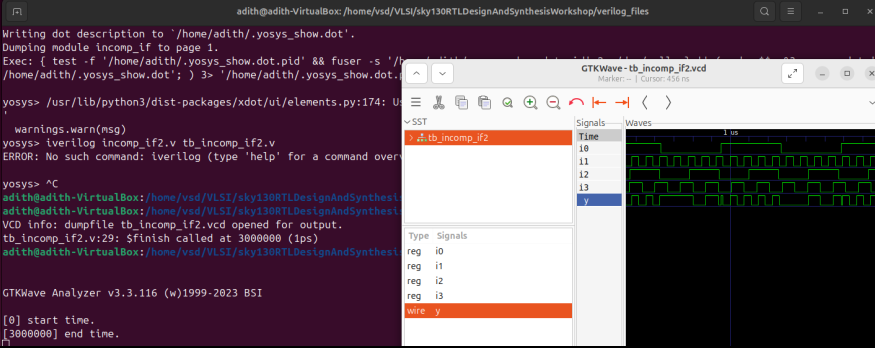 adith@adith-VirtualBox: /home/vsd/VLSI/sky130RTLDesignAndSynthesisWorkshop/verilog_files
Writing dot description to `/home/adith/.yosys_show.dot'.
Dumping module incomp_if to page 1.
Exec: { test -f '/home/adith/.yosys_show.dot.pid' && fuser -s
/home/adith/.yosys_show.dot'; ) 3> '/home/adith/.yosys_show.dot.p
yosys> /usr/lib/python3/dist-packages/xdot/ui/elements.py:174: Us
'
warnings.warn(msg)
yosys> iverilog incomp_if2.v tb_incomp_if2.v
ERROR: No such command: iverilog (type 'help' for a command overv
yosys> ^C
adith@adith-VirtualBox:/home/vsd/VLSI/sky130RTLDesignAndSynthesis
adith@adith-VirtualBox:/home/vsd/VLSI/sky130RTLDesignAndSynthesis
VCD info: dumpfile tb_incomp_if2.vcd opened for output.
tb_incomp_if2.v:29: $finish called at 3000000 (1ps)
adith@adith-VirtualBox:/home/vsd/VLSI/sky130RTLDesignAndSynthesis
GTKWave Analyzer v3.3.116 (w)1999-2023 BSI
[0] start time.
[3000000] end time.
GTKWave - tb_incomp_if2.vcd
Marker: -- | Cursor: 456 ns
SST
tb_incomp_if2
Type Signals
reg i0
reg i1
reg i2
reg i3
wire y
Signals
Time
i0
i1
i2
i3
y
Waves
1 us